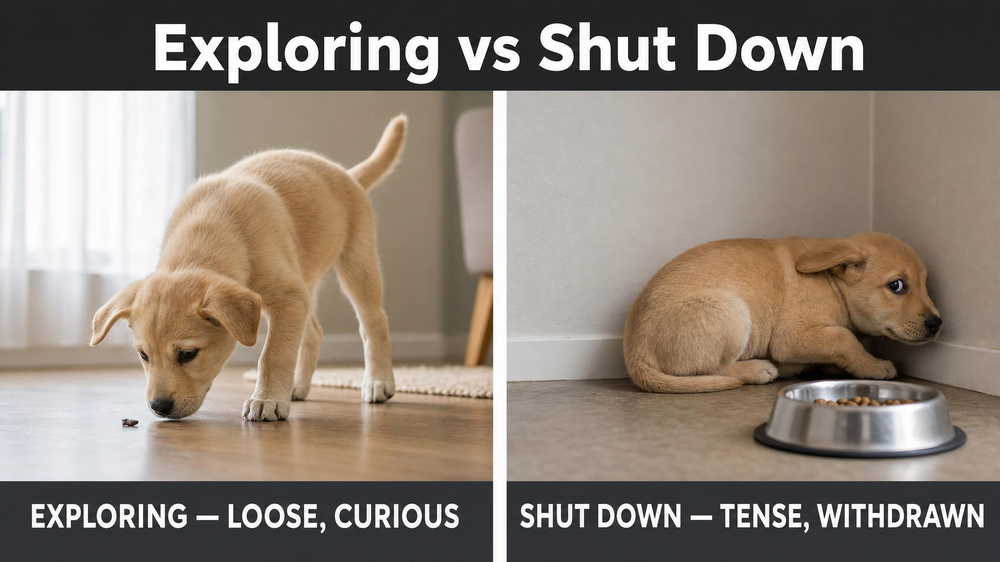 Exploring vs Shut Down
EXPLORING — LOOSE, CURIOUS
SHUT DOWN — TENSE, WITHDRAWN